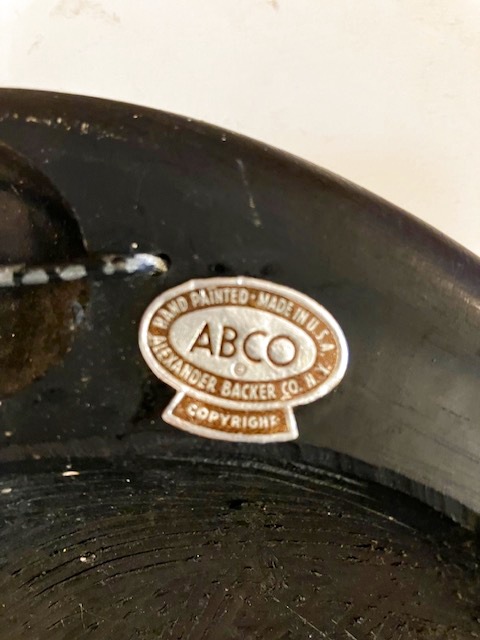 HAND PAINTED - MADE IN U.S.A.
ABCO
©
ALEXANDER BACKER CO. N.Y.
COPYRIGHT